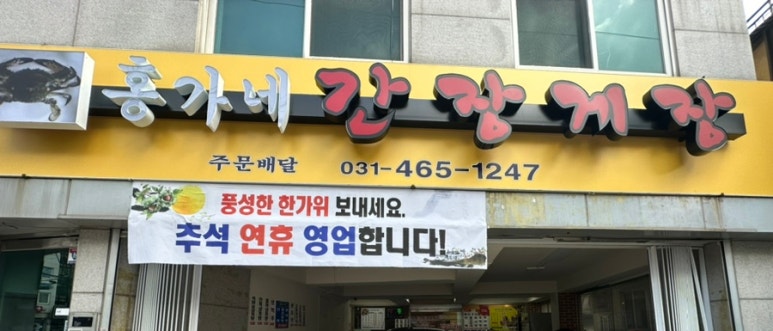 홍가네 간장게장
주문배달 031-465-1247
풍성한 한가위 보내세요.
추석 연휴 영업합니다!